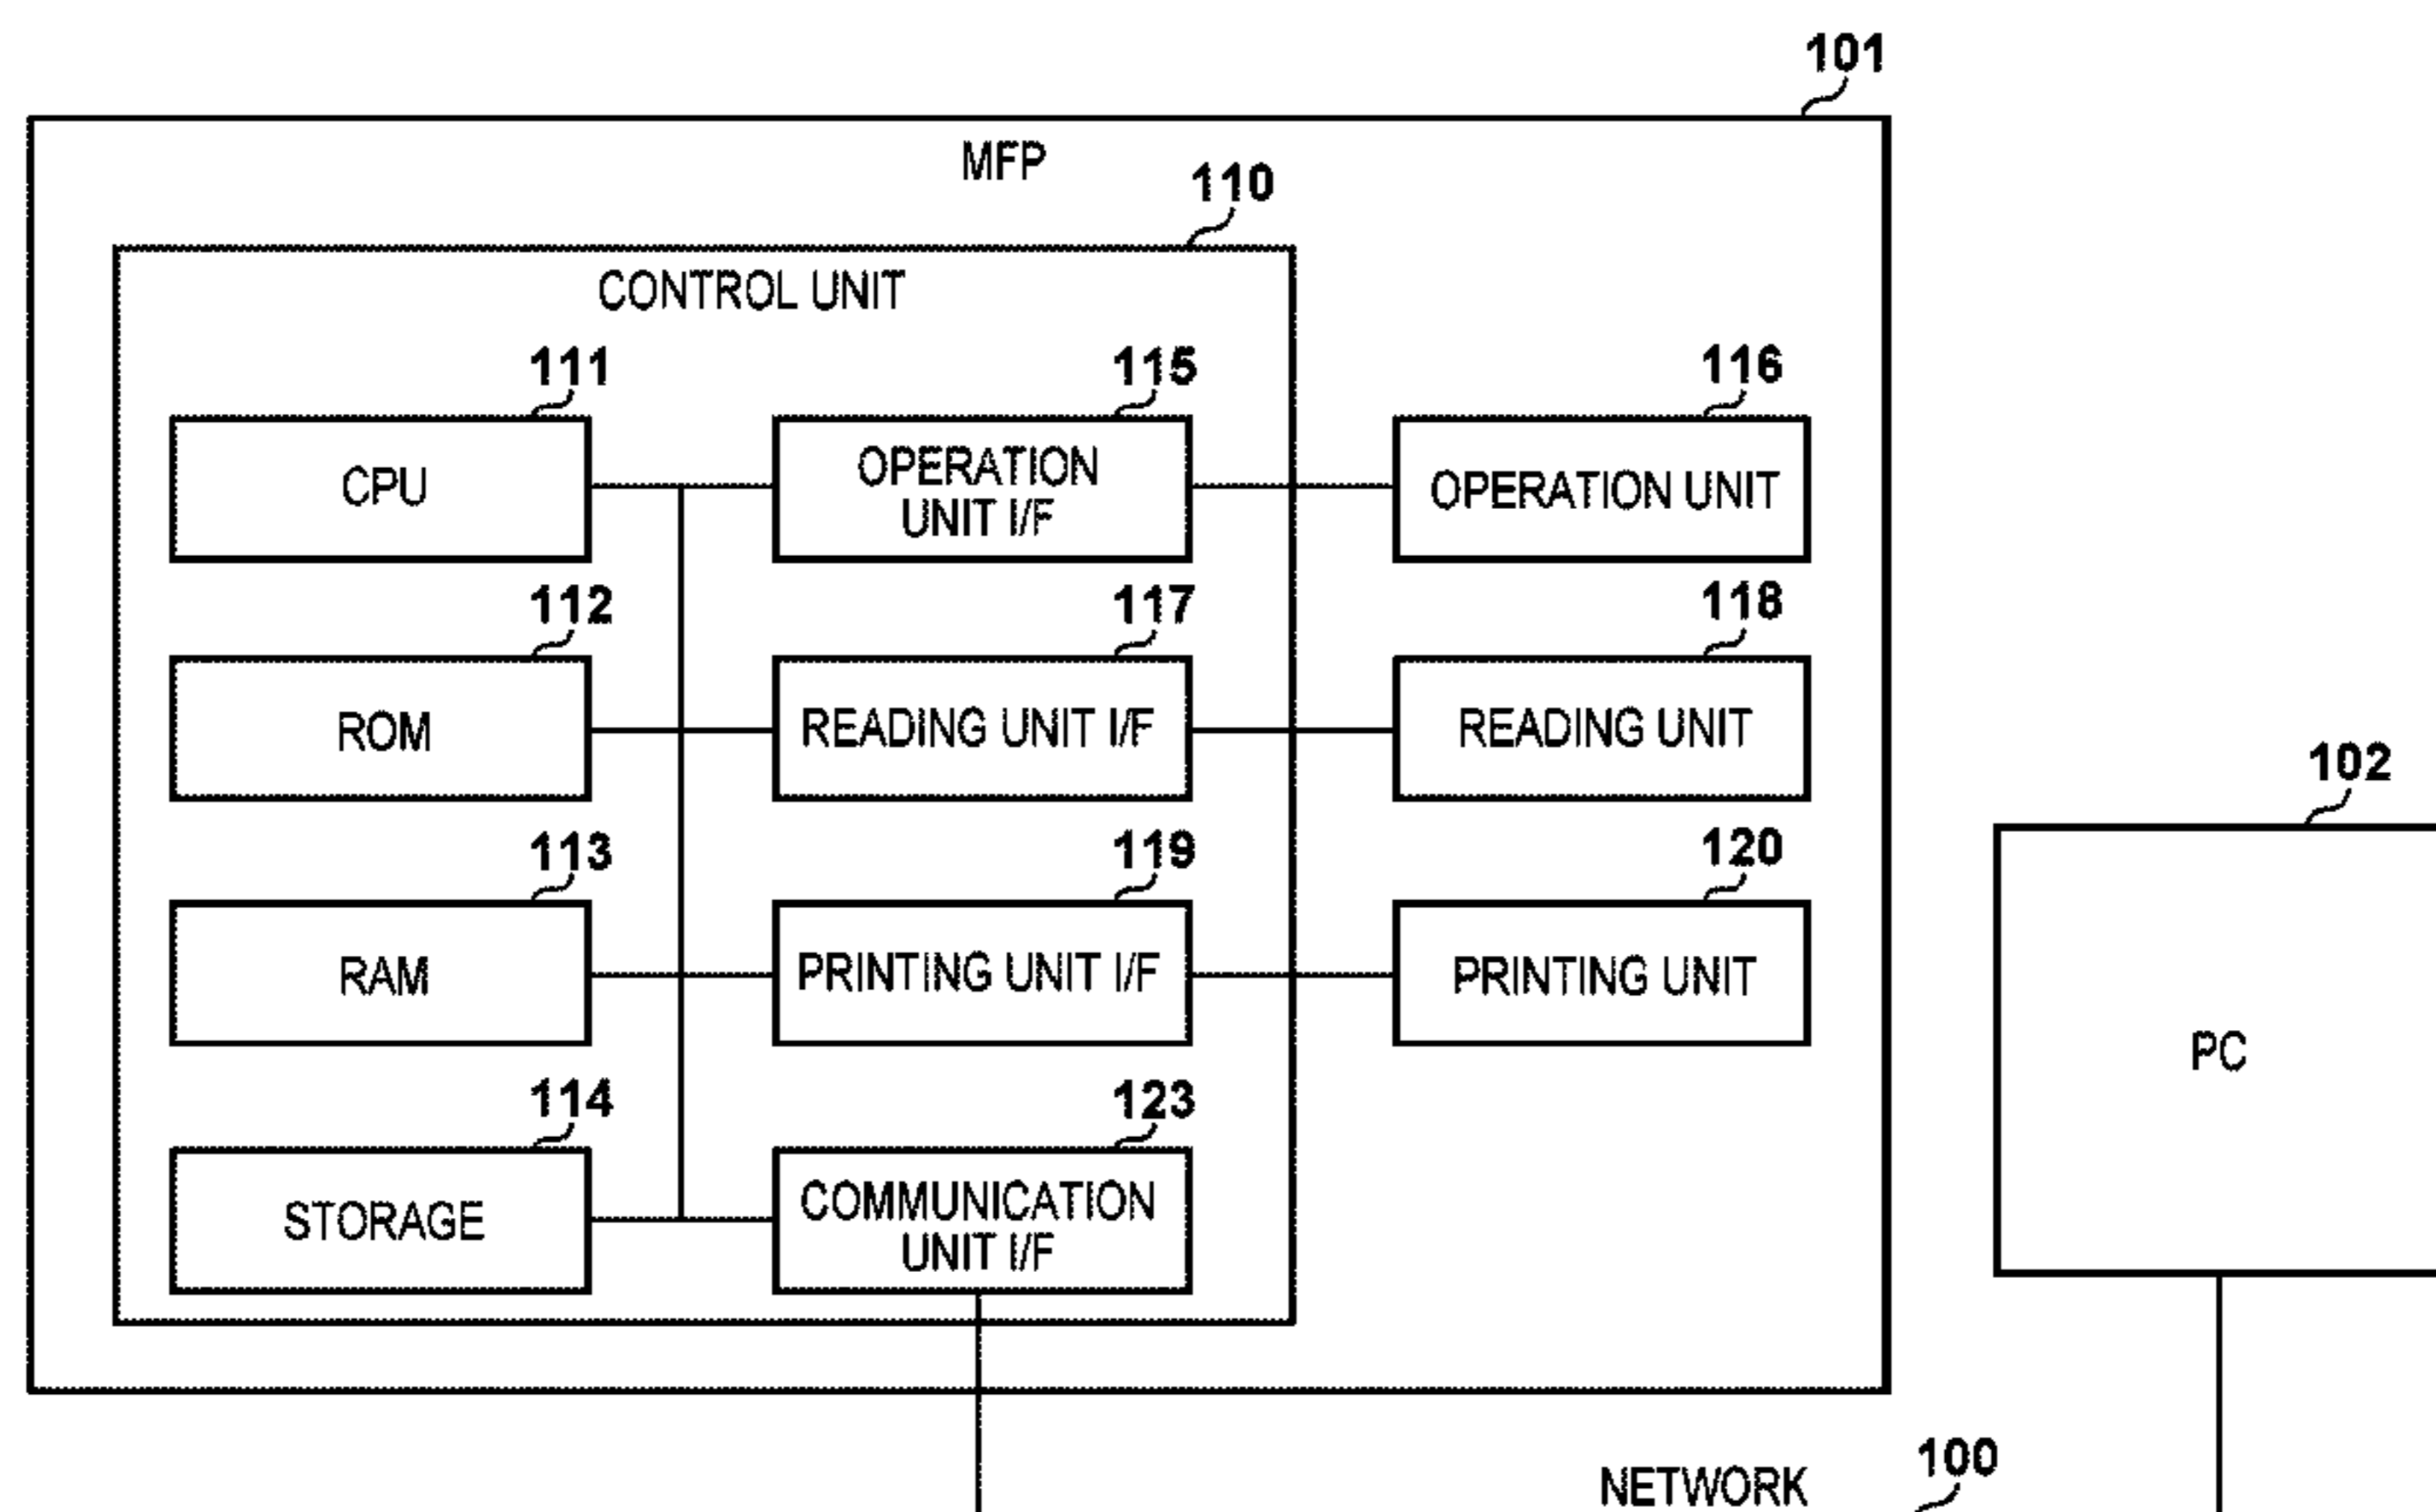 101
MFP
110
CONTROL UNIT
111
115
116
CPU
OPERATION
UNIT I/F
OPERATION UNIT
112
117
118
ROM
READING UNIT I/F
READING UNIT
102
113
119
120
RAM
PRINTING UNIT I/F
PRINTING UNIT
PC
114
123
STORAGE
COMMUNICATION
UNIT I/F
NETWORK
100